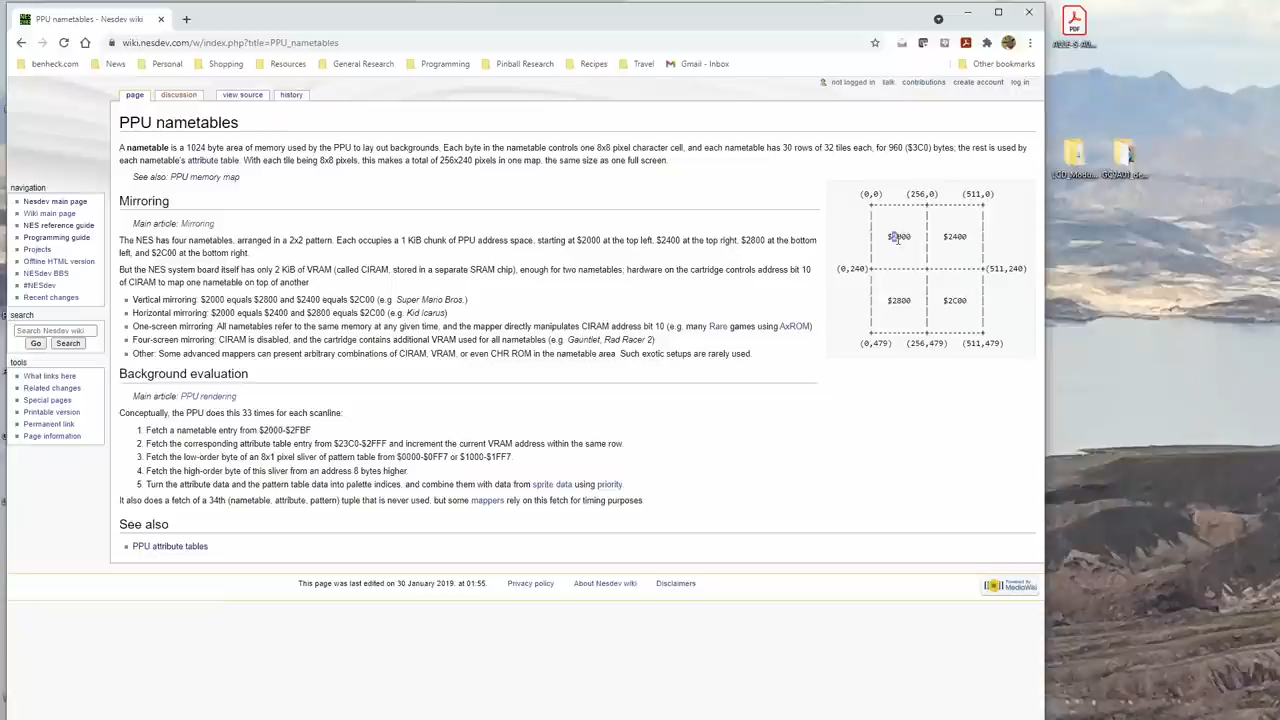 PPU nametables - Nesdev wiki
wiki.nesdev.com/w/index.php?title=PPU_nametables
benheck.com News Personal Shopping Resources General Research Programming Pinball Research Recipes Travel Gmail - Inbox Other bookmarks
not logged in talk contributions create account log in
page discussion view source history
PPU nametables
A nametable is a 1024 byte area of memory used by the PPU to lay out backgrounds. Each byte in the nametable controls one 8x8 pixel character cell, and each nametable has 30 rows of 32 tiles each, for 960 ($3C0) bytes; the rest is used by
each nametable's attribute table. With each tile being 8x8 pixels, this makes a total of 256x240 pixels in one map, the same size as one full screen.
See also: PPU memory map
navigation
Nesdev main page
Wiki main page
NES reference guide
Programming guide
Projects
Offline HTML version
NESdev BBS
#NESdev
Recent changes
search
Search Nesdev wiki
Go Search
tools
What links here
Related changes
Special pages
Printable version
Permanent link
Page information
Mirroring
Main article: Mirroring
The NES has four nametables, arranged in a 2x2 pattern. Each occupies a 1 KiB chunk of PPU address space, starting at $2000 at the top left, $2400 at the top right, $2800 at the bottom
left, and $2C00 at the bottom right.
But the NES system board itself has only 2 KiB of VRAM (called CIRAM, stored in a separate SRAM chip), enough for two nametables; hardware on the cartridge controls address bit 10
of CIRAM to map one nametable on top of another
Vertical mirroring: $2000 equals $2800 and $2400 equals $2C00 (e.g. Super Mario Bros.)
Horizontal mirroring: $2000 equals $2400 and $2800 equals $2C00 (e.g. Kid Icarus)
One-screen mirroring: All nametables refer to the same memory at any given time, and the mapper directly manipulates CIRAM address bit 10 (e.g. many Rare games using AxROM)
Four-screen mirroring: CIRAM is disabled, and the cartridge contains additional VRAM used for all nametables (e.g. Gauntlet, Rad Racer 2)
Other: Some advanced mappers can present arbitrary combinations of CIRAM, VRAM, or even CHR ROM in the nametable area. Such exotic setups are rarely used.
(0,0) (256,0) (511,0)
$2000 $2400
(0,240) (511,240)
$2800 $2C00
(0,479) (256,479) (511,479)
Background evaluation
Main article: PPU rendering
Conceptually, the PPU does this 33 times for each scanline:
1. Fetch a nametable entry from $2000-$2FBF
2. Fetch the corresponding attribute table entry from $23C0-$2FFF and increment the current VRAM address within the same row.
3. Fetch the low-order byte of an 8x1 pixel sliver of pattern table from $0000-$0FF7 or $1000-$1FF7.
4. Fetch the high-order byte of this sliver from an address 8 bytes higher.
5. Turn the attribute data and the pattern table data into palette indices, and combine them with data from sprite data using priority.
It also does a fetch of a 34th (nametable, attribute, pattern) tuple that is never used, but some mappers rely on this fetch for timing purposes.
See also
PPU attribute tables
This page was last edited on 30 January 2019, at 01:55. Privacy policy About Nesdev wiki Disclaimers
Powered By MediaWiki
PDF